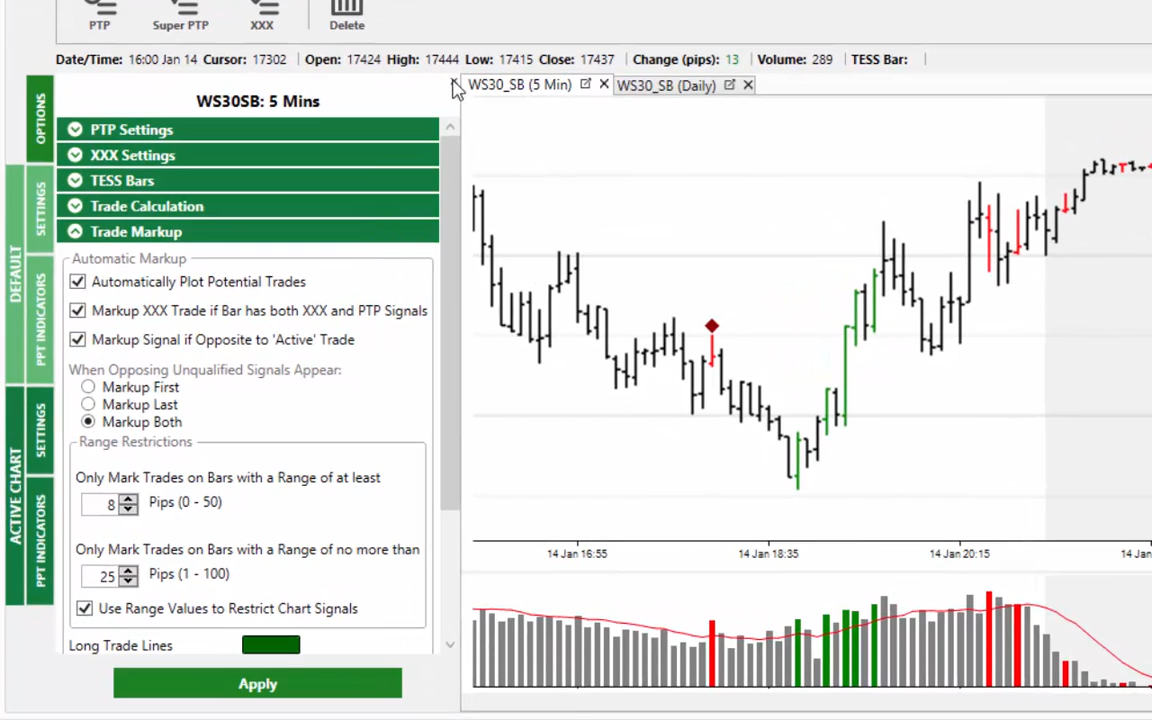 PTP Super PTP XXX Delete
Date/Time: 16:00 Jan 14 Cursor: 17302 Open: 17424 High: 17444 Low: 17415 Close: 17437 Change (pips): 13 Volume: 289 TESS Bar:
WS30_SB (5 Min) WS30_SB (Daily)
OPTIONS
DEFAULT
SETTINGS
PPT INDICATORS
ACTIVE CHART
SETTINGS
PPT INDICATORS
WS30SB: 5 Mins
PTP Settings
XXX Settings
TESS Bars
Trade Calculation
Trade Markup
Automatic Markup
Automatically Plot Potential Trades
Markup XXX Trade if Bar has both XXX and PTP Signals
Markup Signal if Opposite to 'Active' Trade
When Opposing Unqualified Signals Appear:
Markup First
Markup Last
Markup Both
Range Restrictions
Only Mark Trades on Bars with a Range of at least
8 Pips (0 - 50)
Only Mark Trades on Bars with a Range of no more than
25 Pips (1 - 100)
Use Range Values to Restrict Chart Signals
Long Trade Lines
Apply
14 Jan 16:55 14 Jan 18:35 14 Jan 20:15 14 Jan